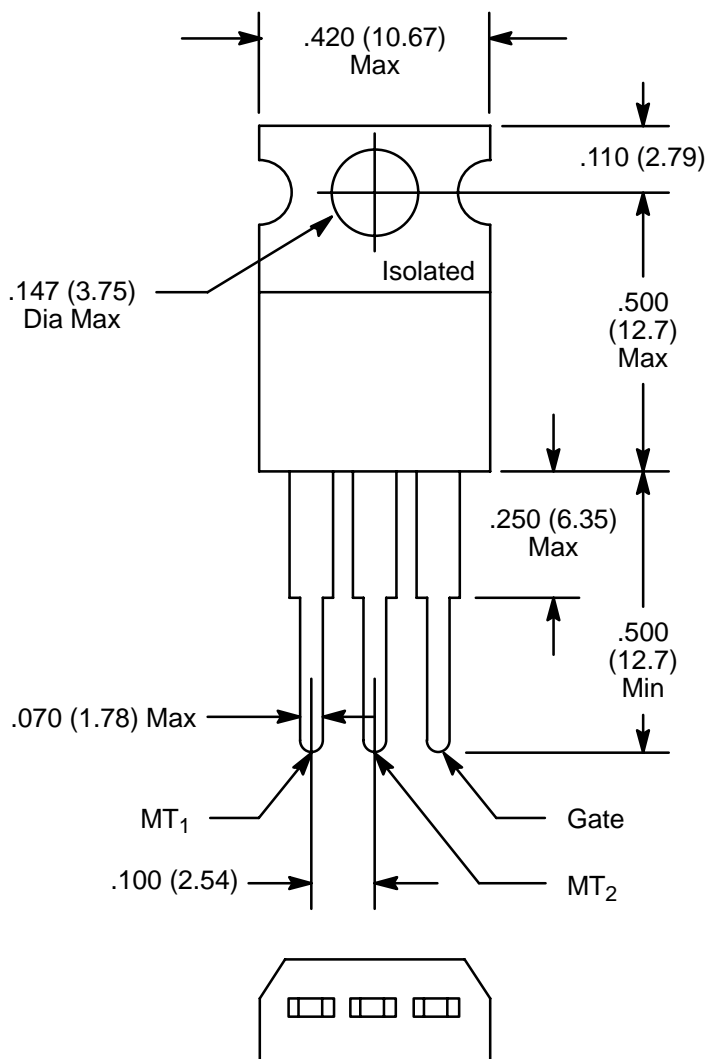 .420 (10.67)
Max
.110 (2.79)
Isolated
.147 (3.75)
Dia Max
.500
(12.7)
Max
.250 (6.35)
Max
.500
(12.7)
Min
.070 (1.78) Max
MT1
Gate
.100 (2.54)
MT2